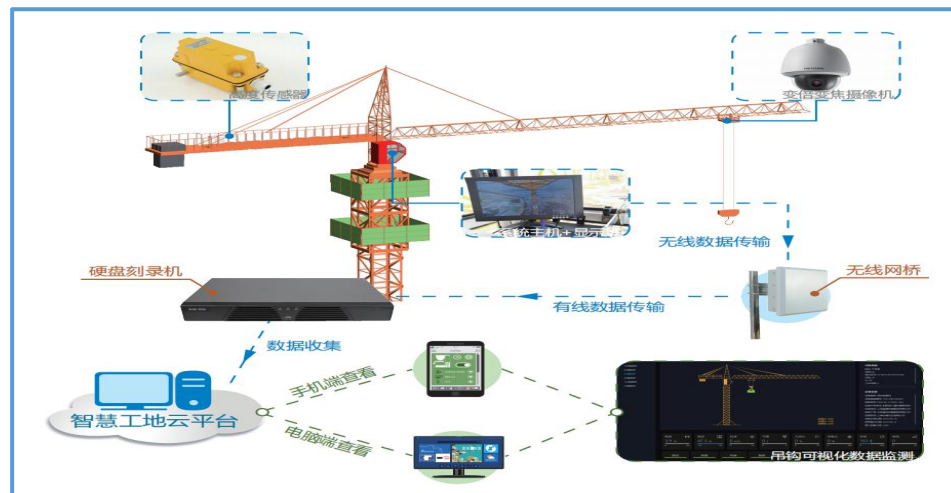 高度传感器
变倍变焦摄像机
系统主机+显示屏
无线数据传输
硬盘刻录机
无线网桥
有线数据传输
数据收集
手机端查看
智慧工地云平台
电脑端查看
吊钩可视化数据监测